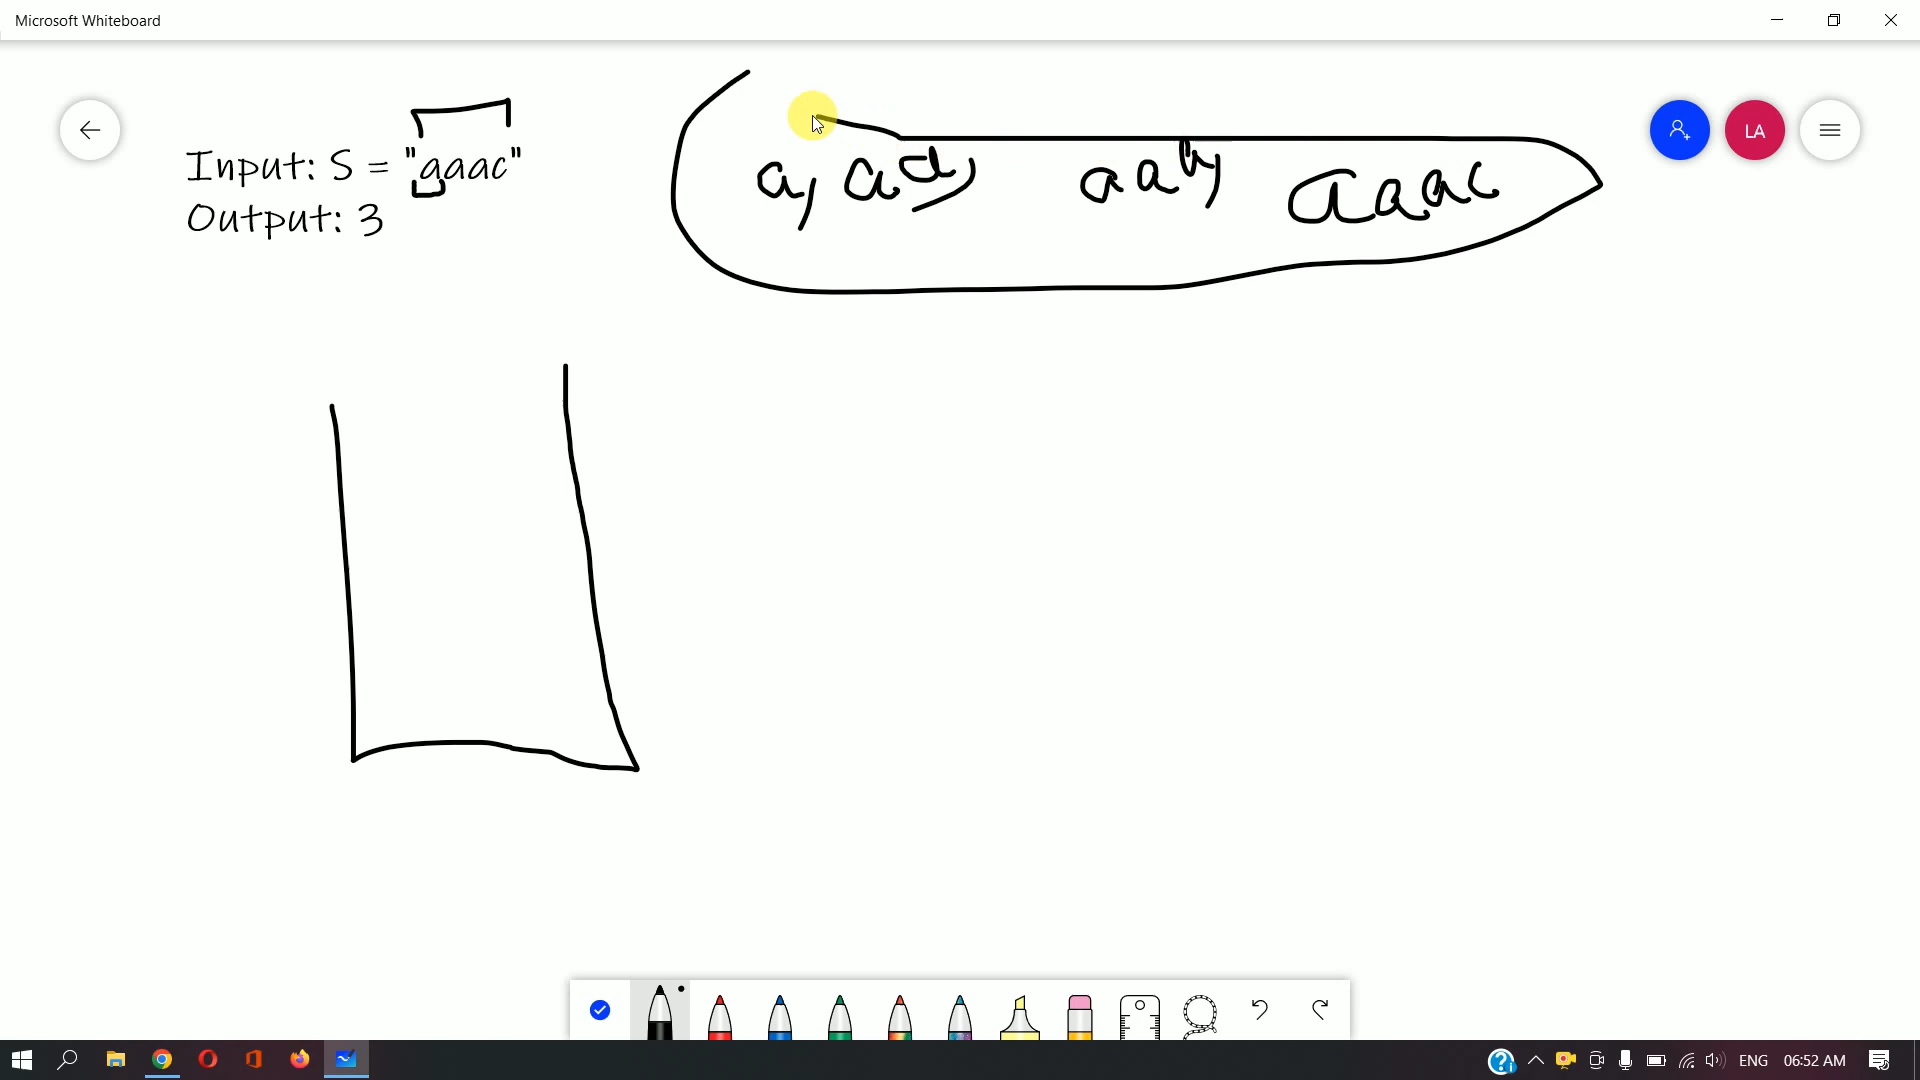 Microsoft Whiteboard
Input: S = "aaac"
Output: 3
a, aa, aaa, aaac
LA
ENG 06:52 AM